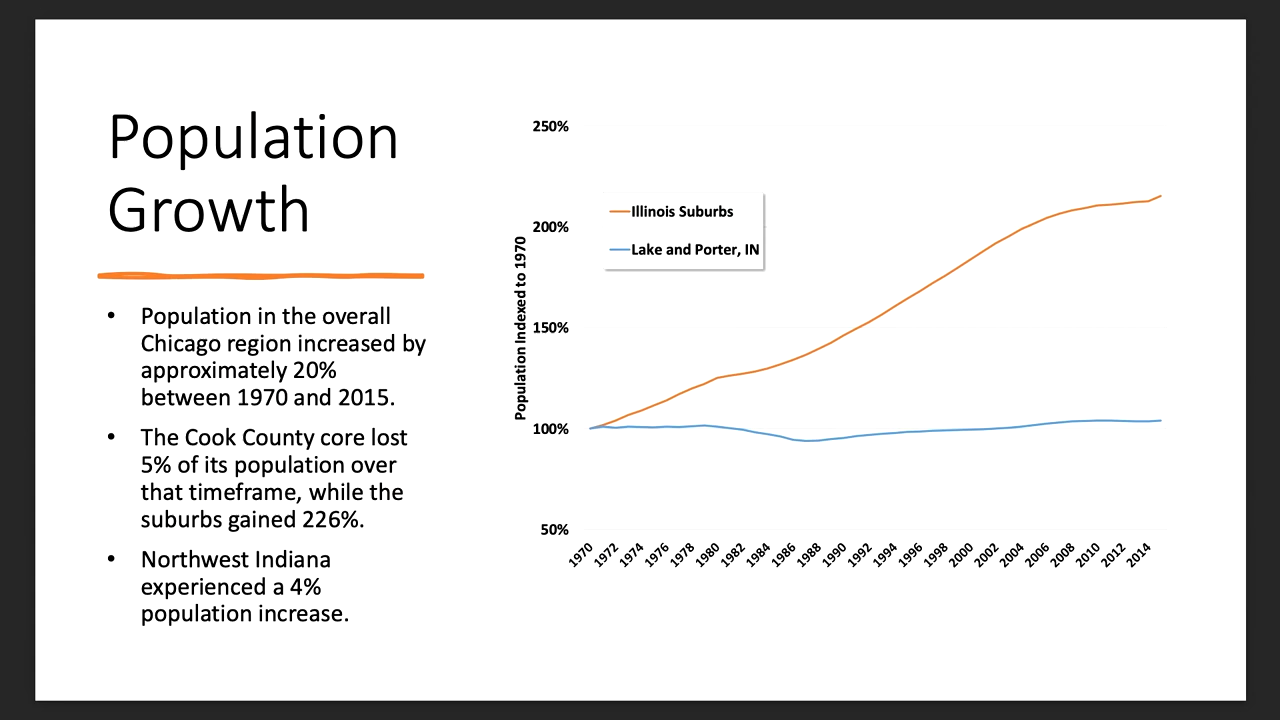 Population
Growth
• Population in the overall
Chicago region increased by
approximately 20%
between 1970 and 2015.
• The Cook County core lost
5% of its population over
that timeframe, while the
suburbs gained 226%.
• Northwest Indiana
experienced a 4%
population increase.
Population Indexed to 1970
250%
200%
150%
100%
50%
Illinois Suburbs
Lake and Porter, IN
1970 1972 1974 1976 1978 1980 1982 1984 1986 1988 1990 1992 1994 1996 1998 2000 2002 2004 2006 2008 2010 2012 2014